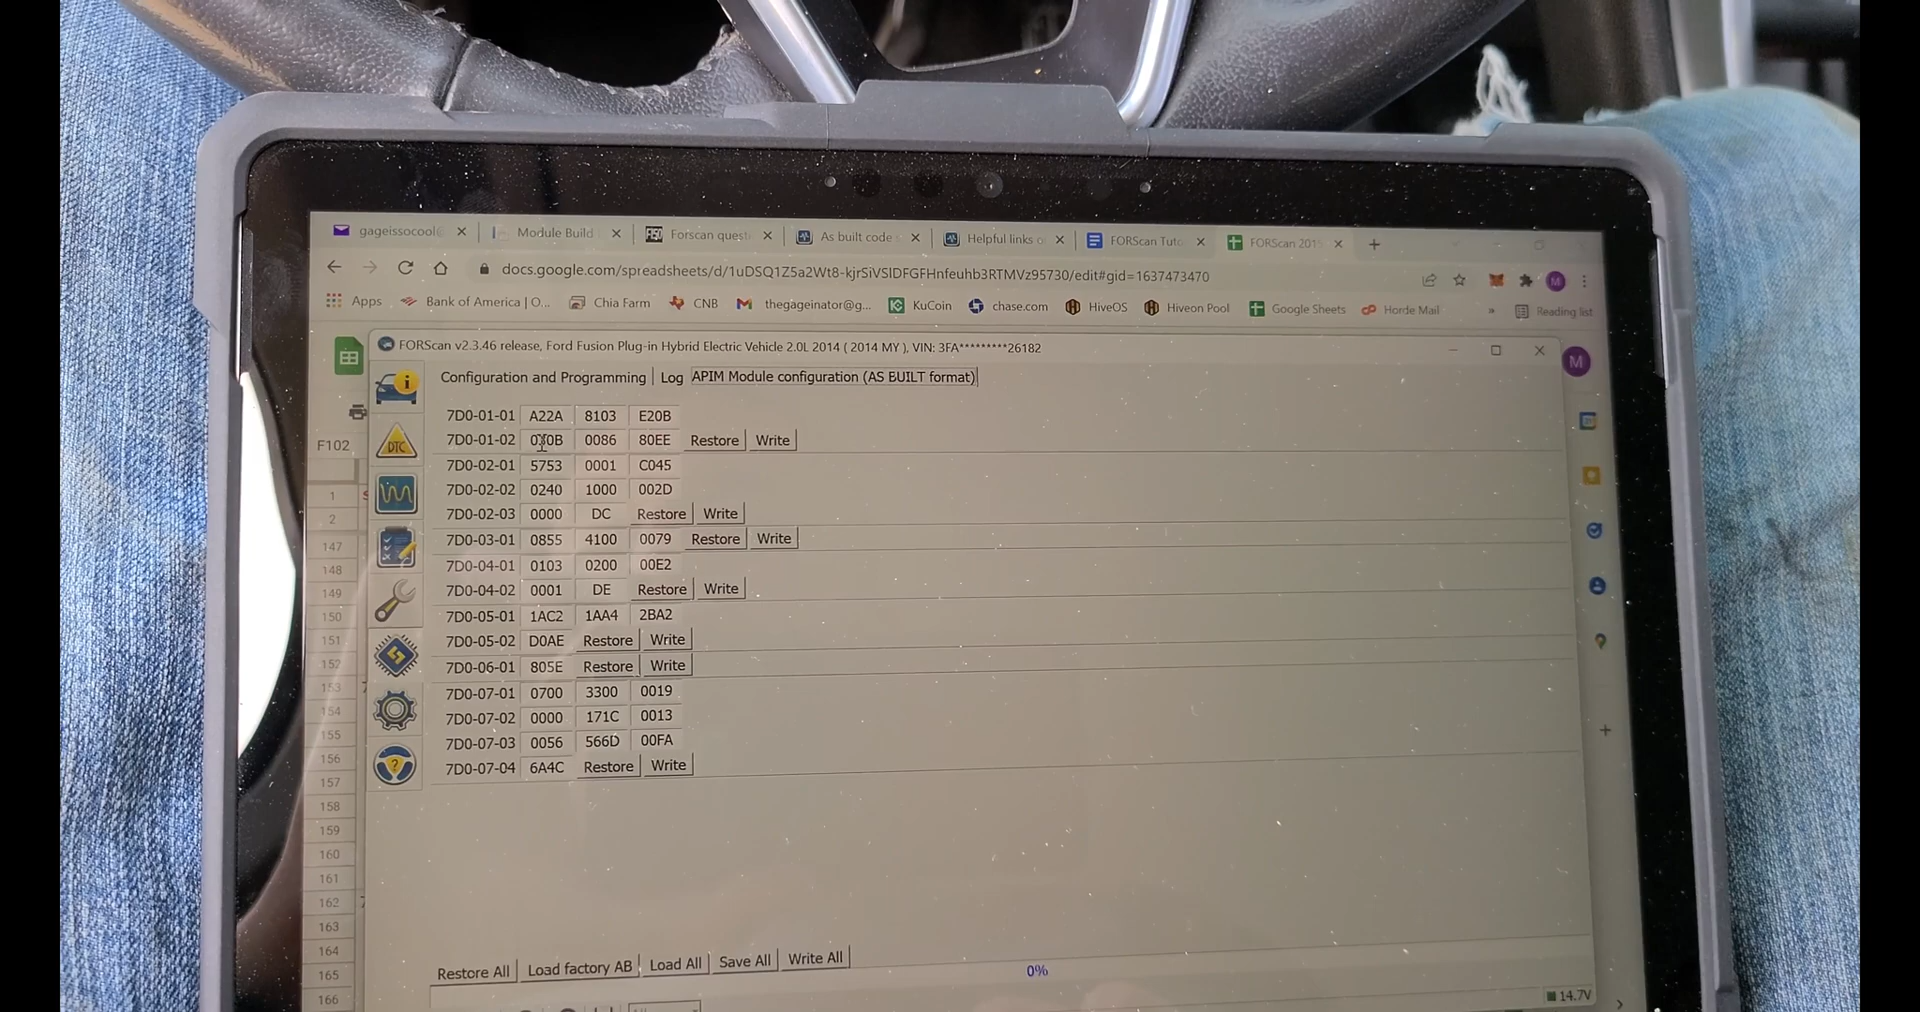 gageissocool@ Module Build Forscan quest As built code s Helpful links o FORScan Tuto FORScan 2015
docs.google.com/spreadsheets/d/1uDSQ1Z5a2Wt8-kjrSiVSIDFGFHnfeuhb3RTMVz95730/edit#gid=1637473470
Apps Bank of America | O... Chia Farm CNB thegageinator@g... KuCoin chase.com HiveOS Hiveon Pool Google Sheets Horde Mail » Reading list
FORScan v2.3.46 release, Ford Fusion Plug-in Hybrid Electric Vehicle 2.0L 2014 ( 2014 MY ), VIN: 3FA*********26182
M
Configuration and Programming Log APIM Module configuration (AS BUILT format)
7D0-01-01 A22A 8103 E20B
F102
7D0-01-02 0086 80EE Restore Write
DTC
7D0-02-01 5753 0001 C045
1 7D0-02-02 0240 1000 002D
2 7D0-02-03 0000 DC Restore Write
147 7D0-03-01 0855 4100 0079 Restore Write
148 7D0-04-01 0103 0200 00E2
149 7D0-04-02 0001 DE Restore Write
150 7D0-05-01 1AC2 1AA4 2BA2
151 7D0-05-02 D0AE Restore Write
152 7D0-06-01 805E Restore Write
153 7D0-07-01 0700 3300 0019
154 7D0-07-02 0000 171C 0013
155 7D0-07-03 0056 566D 00FA
156 7D0-07-04 6A4C Restore Write
157
158
159
160
161
162
163
164
165
166
Restore All Load factory AB Load All Save All Write All
0%
14.7V